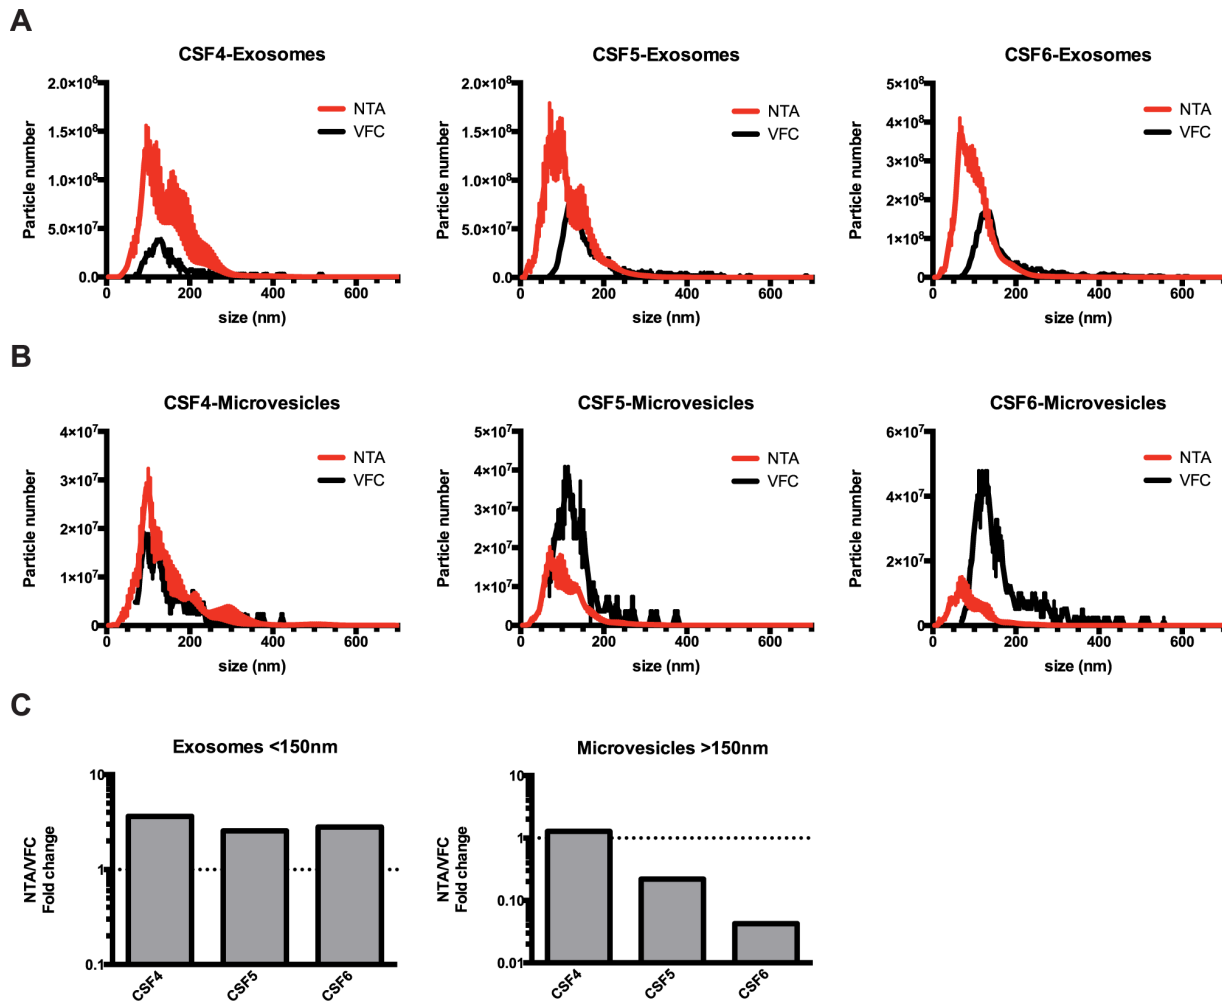 A
CSF4-Exosomes
2.0×10⁸
1.5×10⁸
1.0×10⁸
5.0×10⁷
0.0
0 200 400 600
Particle number
size (nm)
NTA
VFC
CSF5-Exosomes
2.0×10⁸
1.5×10⁸
1.0×10⁸
5.0×10⁷
0.0
0 200 400 600
Particle number
size (nm)
NTA
VFC
CSF6-Exosomes
5×10⁸
4×10⁸
3×10⁸
2×10⁸
1×10⁸
0
0 200 400 600
Particle number
size (nm)
NTA
VFC
B
CSF4-Microvesicles
4×10⁷
3×10⁷
2×10⁷
1×10⁷
0
0 200 400 600
Particle number
size (nm)
NTA
VFC
CSF5-Microvesicles
5×10⁷
4×10⁷
3×10⁷
2×10⁷
1×10⁷
0
0 200 400 600
Particle number
size (nm)
NTA
VFC
CSF6-Microvesicles
6×10⁷
4×10⁷
2×10⁷
0
0 200 400 600
Particle number
size (nm)
NTA
VFC
C
Exosomes <150nm
10
1
0.1
NTA/VFC
Fold change
CSF4 CSF5 CSF6
Microvesicles >150nm
10
1
0.10
0.01
NTA/VFC
Fold change
CSF4 CSF5 CSF6